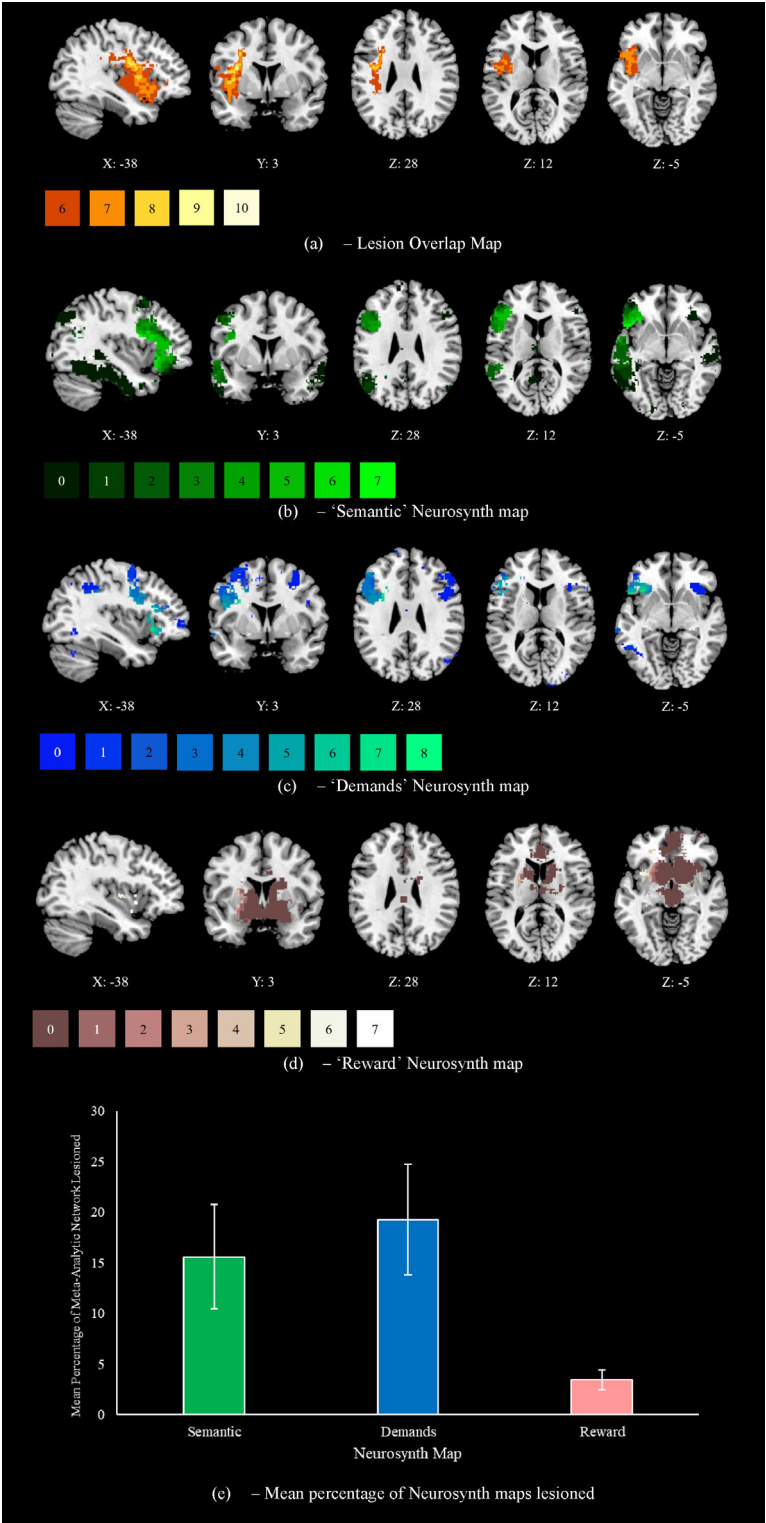 X: -38 Y: 3 Z: 28 Z: 12 Z: -5
6 7 8 9 10
(a) – Lesion Overlap Map
X: -38 Y: 3 Z: 28 Z: 12 Z: -5
0 1 2 3 4 5 6 7
(b) – ‘Semantic’ Neurosynth map
X: -38 Y: 3 Z: 28 Z: 12 Z: -5
0 1 2 3 4 5 6 7 8
(c) – ‘Demands’ Neurosynth map
X: -38 Y: 3 Z: 28 Z: 12 Z: -5
0 1 2 3 4 5 6 7
(d) – ‘Reward’ Neurosynth map
Mean Percentage of Meta-Analytic Network Lesioned
30
25
20
15
10
5
0
Semantic Demands Reward
Neurosynth Map
(e) – Mean percentage of Neurosynth maps lesioned